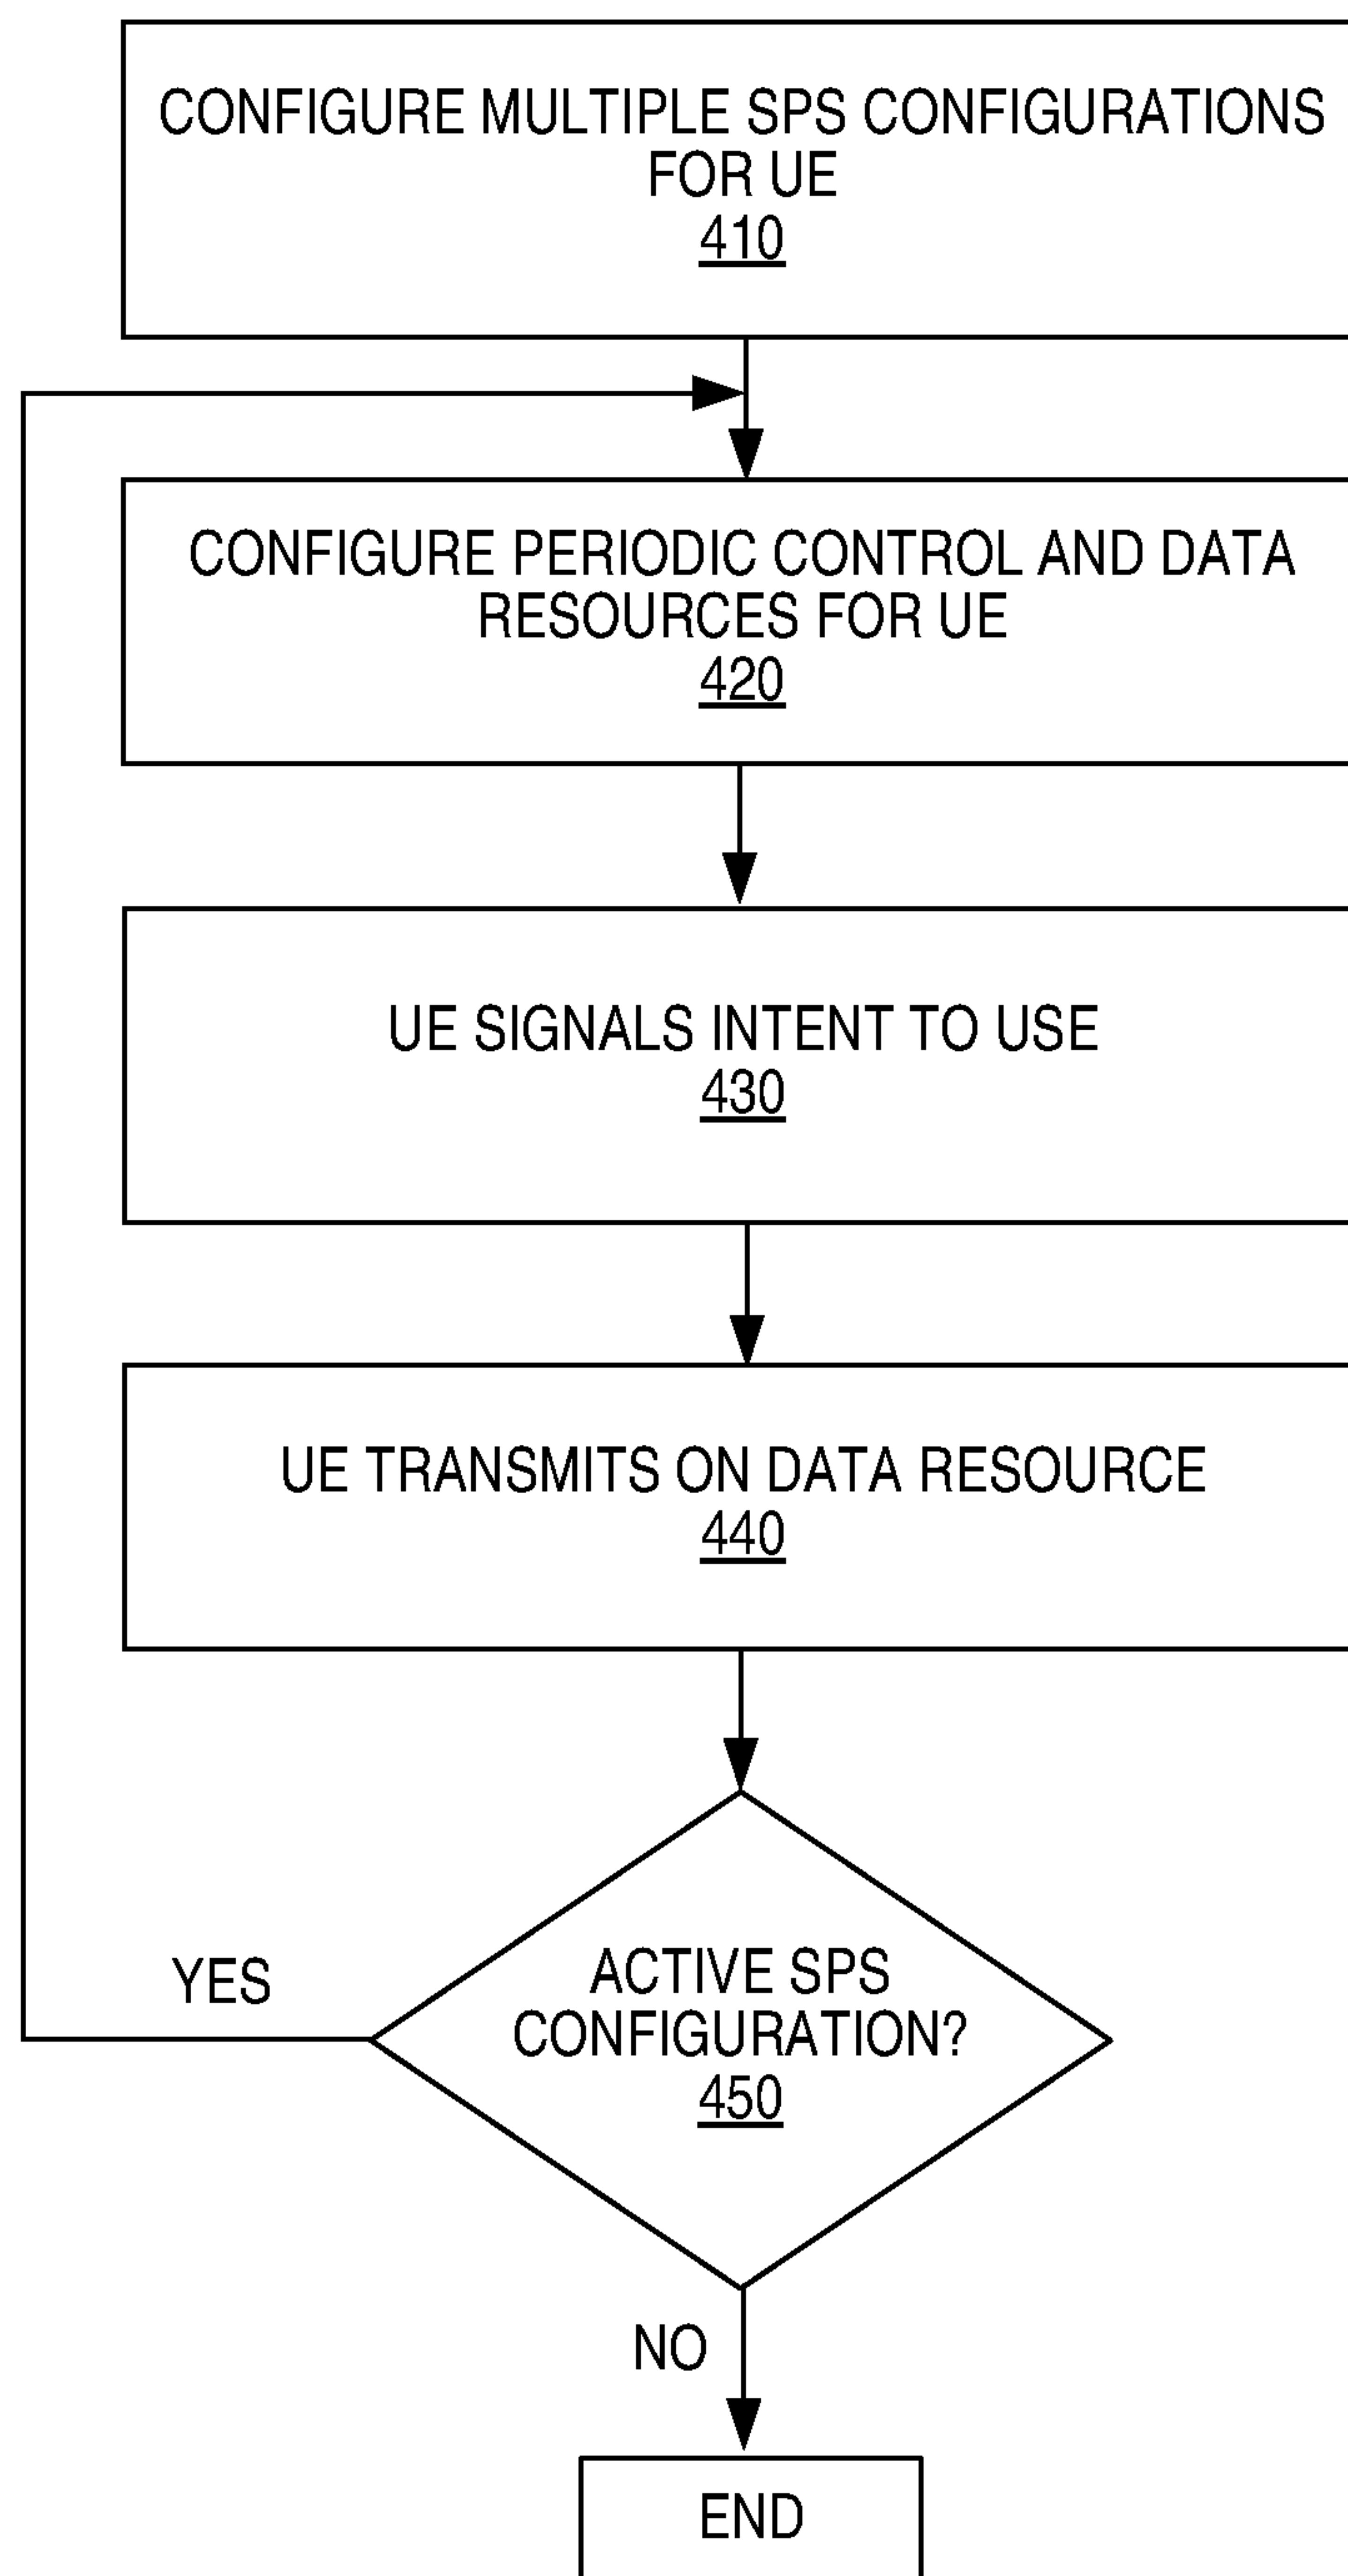 CONFIGURE MULTIPLE SPS CONFIGURATIONS
FOR UE
410
CONFIGURE PERIODIC CONTROL AND DATA
RESOURCES FOR UE
420
UE SIGNALS INTENT TO USE
430
UE TRANSMITS ON DATA RESOURCE
440
ACTIVE SPS
CONFIGURATION?
450
YES
NO
END